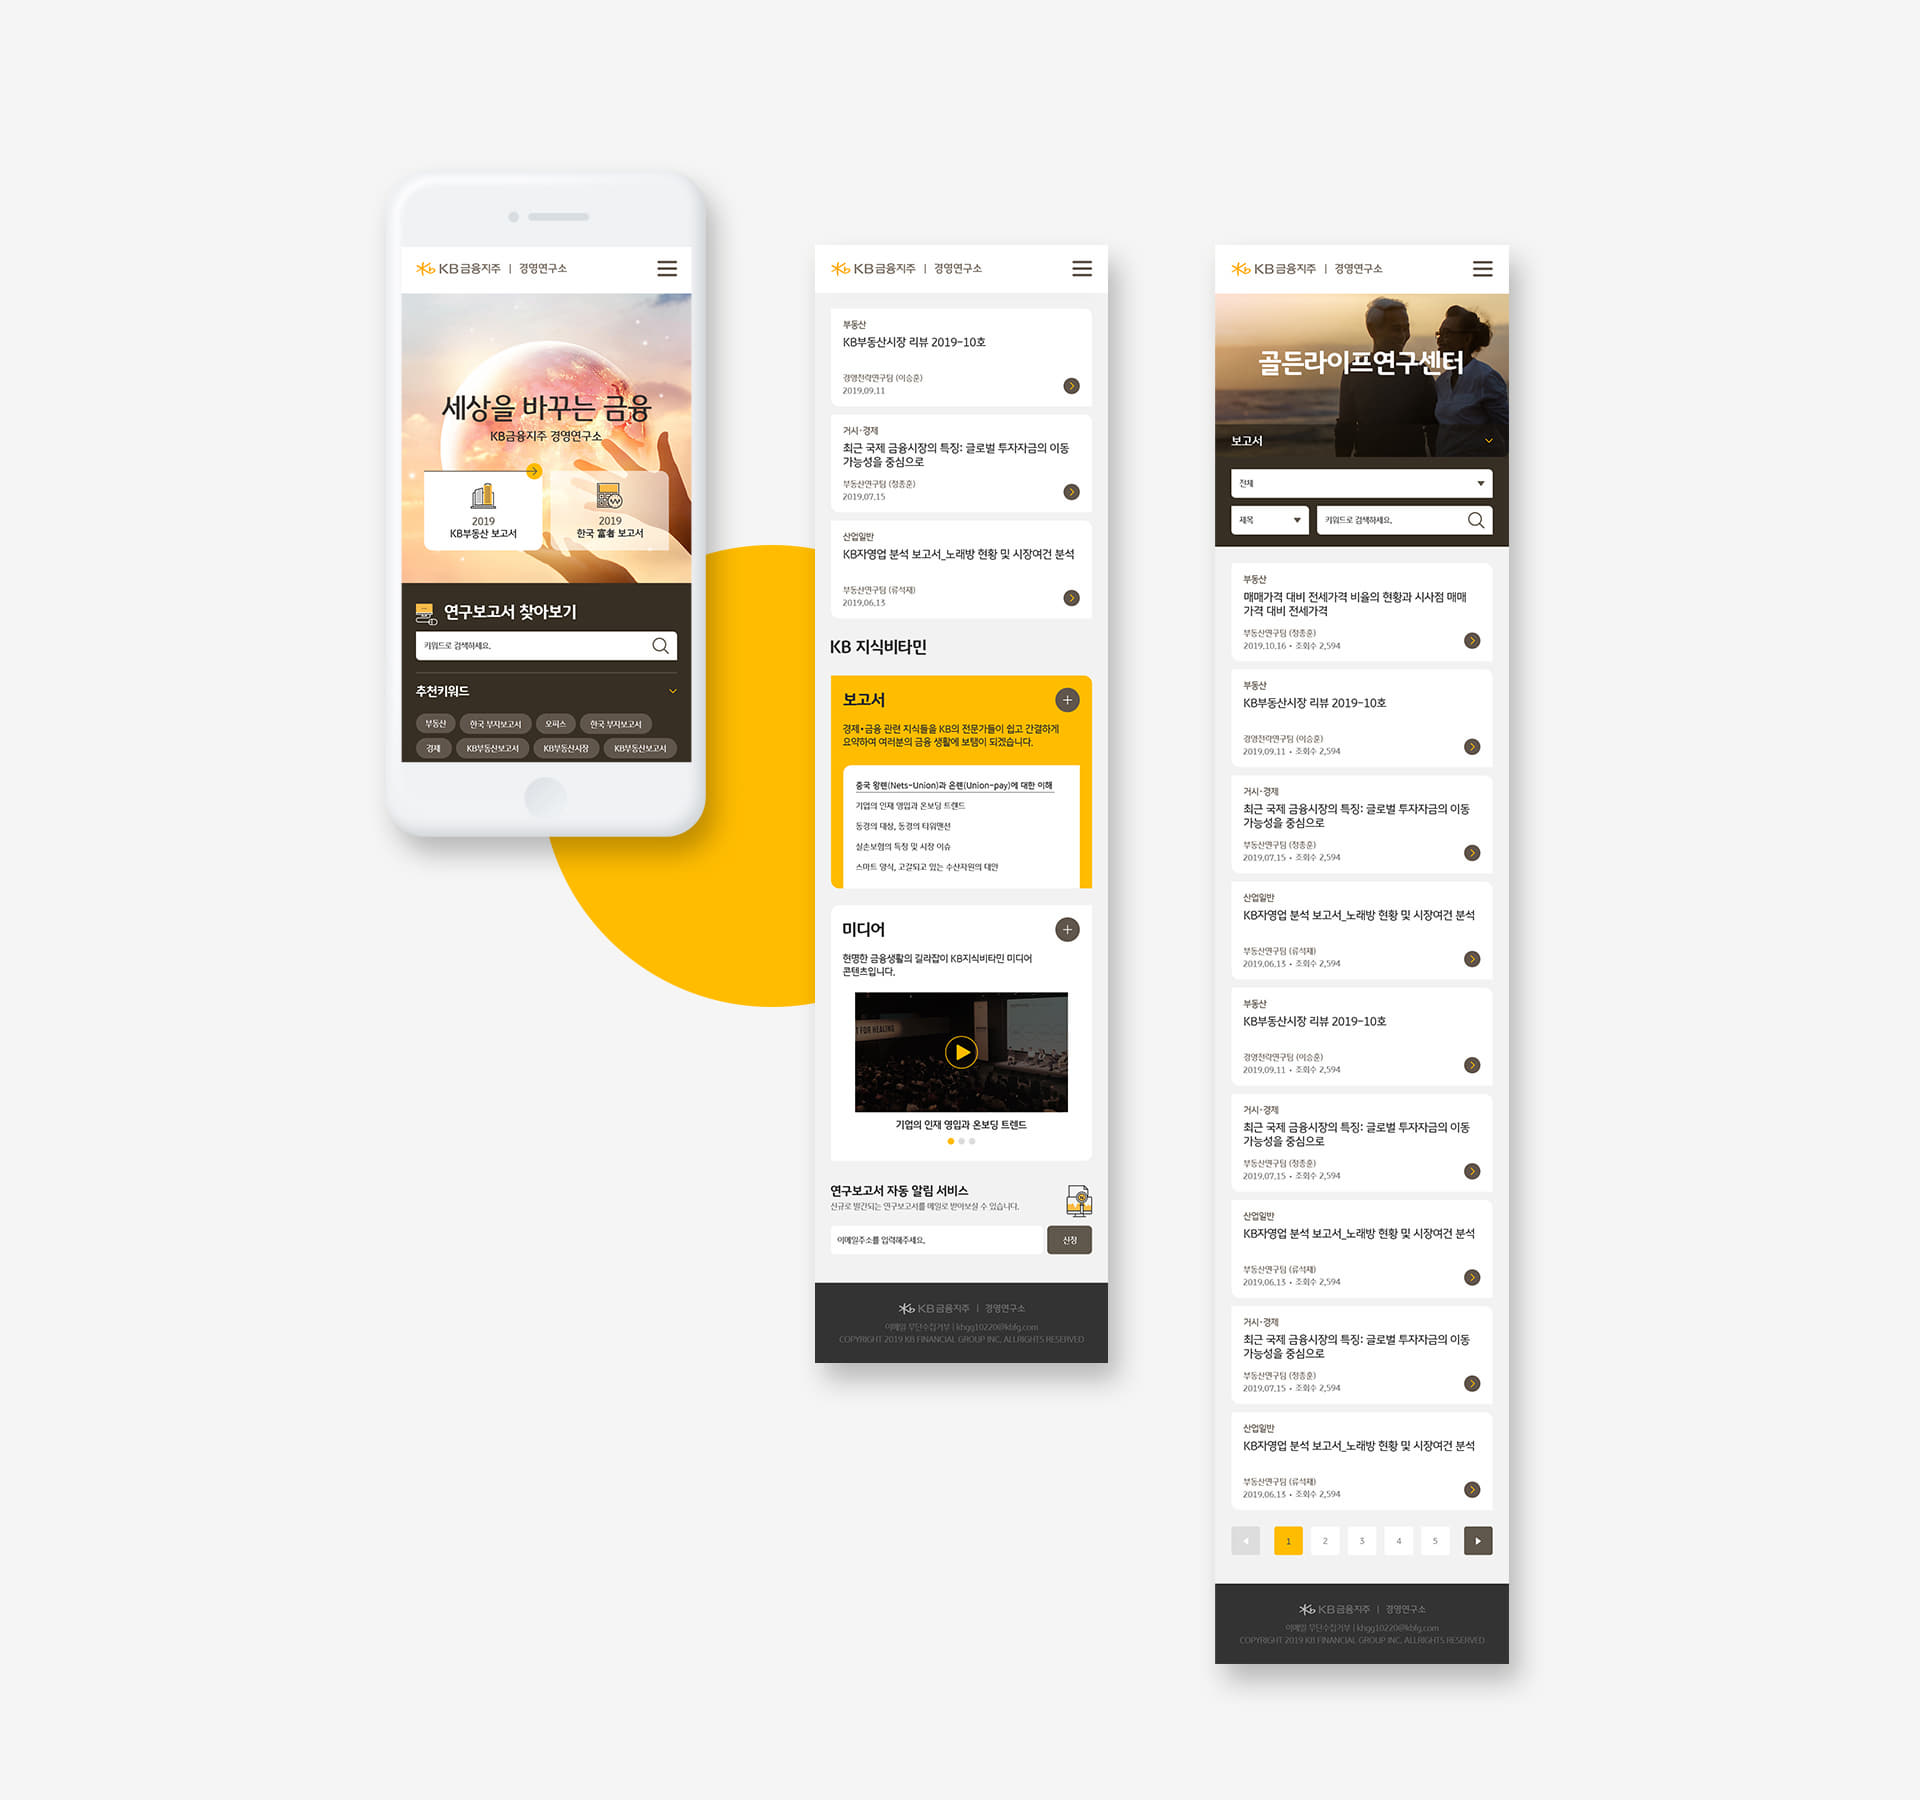 KB금융지주 | 경영연구소
세상을 바꾸는 금융
KB금융지주 경영연구소
2019
KB부동산 보고서
2019
한국 富者 보고서
연구보고서 찾아보기
키워드로 검색하세요.
추천키워드
부동산 한국 부자보고서 오피스 한국 부자보고서
경제 KB부동산보고서 KB부동산시장 KB부동산보고서
KB금융지주 | 경영연구소
부동산
KB부동산시장 리뷰 2019-10호
경영전략연구팀 (이승훈)
2019.09.11
거시·경제
최근 국제 금융시장의 특징: 글로벌 투자자금의 이동
가능성을 중심으로
부동산연구팀 (정종훈)
2019.07.15
산업일반
KB자영업 분석 보고서_노래방 현황 및 시장여건 분석
부동산연구팀 (류석재)
2019.06.13
KB 지식비타민
보고서
경제•금융 관련 지식들을 KB의 전문가들이 쉽고 간결하게
요약하여 여러분의 금융 생활에 보탬이 되겠습니다.
중국 왕롄(Nets-Union)과 은롄(Union-pay)에 대한 이해
기업의 인재 영입과 온보딩 트렌드
동경의 대상, 동경의 타워맨션
실손보험의 특징 및 시장 이슈
스마트 양식, 고갈되고 있는 수산자원의 대안
미디어
현명한 금융생활의 길라잡이 KB지식비타민 미디어
콘텐츠입니다.
T FOR HEALING
기업의 인재 영입과 온보딩 트렌드
연구보고서 자동 알림 서비스
신규로 발간되는 연구보고서를 메일로 받아보실 수 있습니다.
이메일주소를 입력해주세요.
신청
KB금융지주 | 경영연구소
이메일 무단수집거부 | khgg10220@kbfg.com
COPYRIGHT 2019 KB FINANCIAL GROUP INC. ALLRIGHTS RESERVED
KB금융지주 | 경영연구소
골든라이프연구센터
보고서
전체
제목
키워드로 검색하세요.
부동산
매매가격 대비 전세가격 비율의 현황과 시사점 매매
가격 대비 전세가격
부동산연구팀 (정종훈)
2019.10.16 • 조회수 2,594
부동산
KB부동산시장 리뷰 2019-10호
경영전략연구팀 (이승훈)
2019.09.11 • 조회수 2,594
거시·경제
최근 국제 금융시장의 특징: 글로벌 투자자금의 이동
가능성을 중심으로
부동산연구팀 (정종훈)
2019.07.15 • 조회수 2,594
산업일반
KB자영업 분석 보고서_노래방 현황 및 시장여건 분석
부동산연구팀 (류석재)
2019.06.13 • 조회수 2,594
부동산
KB부동산시장 리뷰 2019-10호
경영전략연구팀 (이승훈)
2019.09.11 • 조회수 2,594
거시·경제
최근 국제 금융시장의 특징: 글로벌 투자자금의 이동
가능성을 중심으로
부동산연구팀 (정종훈)
2019.07.15 • 조회수 2,594
산업일반
KB자영업 분석 보고서_노래방 현황 및 시장여건 분석
부동산연구팀 (류석재)
2019.06.13 • 조회수 2,594
거시·경제
최근 국제 금융시장의 특징: 글로벌 투자자금의 이동
가능성을 중심으로
부동산연구팀 (정종훈)
2019.07.15 • 조회수 2,594
산업일반
KB자영업 분석 보고서_노래방 현황 및 시장여건 분석
부동산연구팀 (류석재)
2019.06.13 • 조회수 2,594
1 2 3 4 5
KB금융지주 | 경영연구소
이메일 무단수집거부 | khgg10220@kbfg.com
COPYRIGHT 2019 KB FINANCIAL GROUP INC. ALLRIGHTS RESERVED